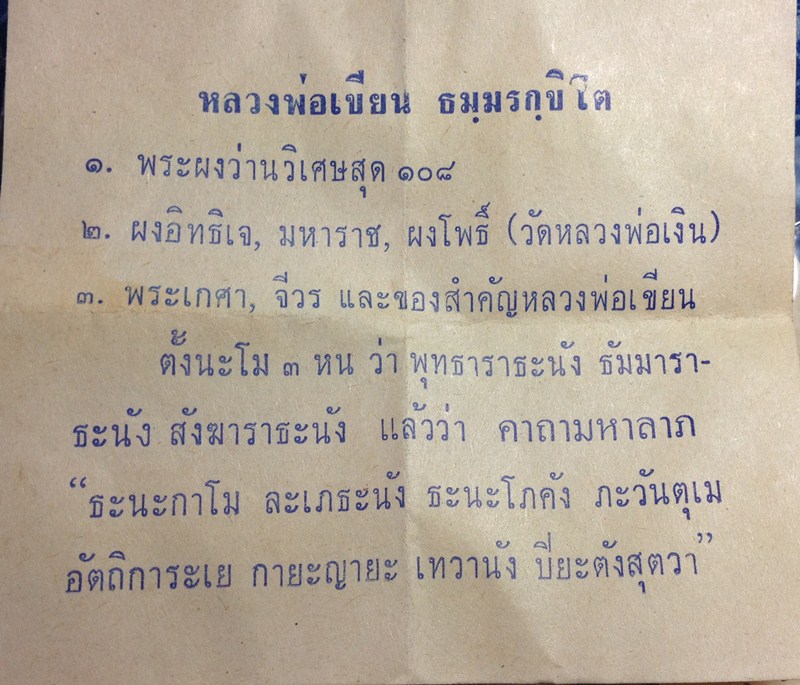 หลวงพ่อเขียน ธมฺมรกฺขิโต
๑. พระผงว่านวิเศษสุด ๑๐๘
๒. ผงอิทธิเจ, มหาราช, ผงโพธิ์ (วัดหลวงพ่อเงิน)
๓. พระเกศา, จีวร และของสำคัญหลวงพ่อเขียน
ตั้งนะโม ๓ หน ว่า พุทธาราธะนัง ธัมมารา-
ธะนัง สังฆาราธะนัง แล้วว่า คาถามหาลาภ
“ธะนะกาโม ละเภธะนัง ธะนะโภคัง ภะวันตุเม
อัตถิการะเย กายะญายะ เทวานัง ปิยะตังสุตวา”